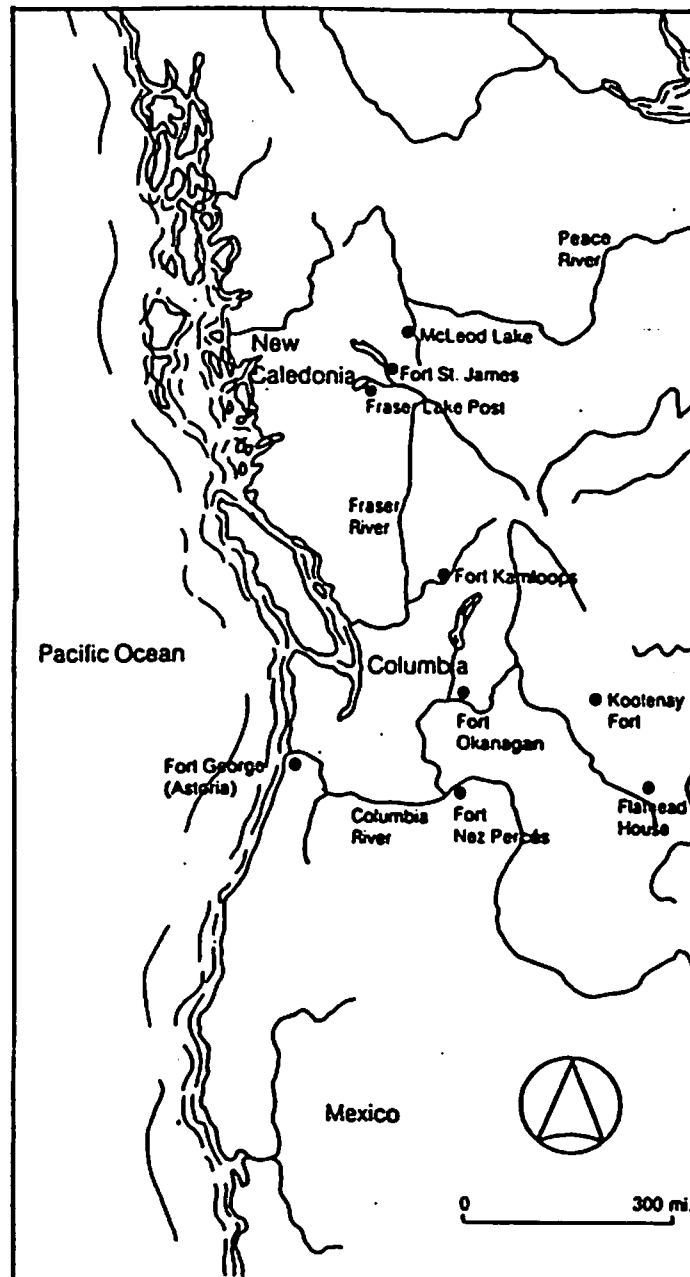 Peace
River
McLeod Lake
New
Caledonia
Fort St. James
Fraser Lake Post
Fraser
River
Fort Kamloops
Pacific Ocean
Columbia
Kootenay
Fort
Fort
Okanagan
Fort George
(Astoria)
Columbia
River
Fort
Nez Percés
Flathead
House
Mexico
0 300 mi.